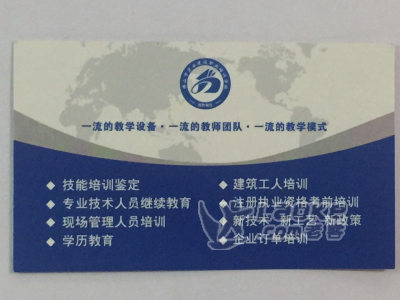 一流的教学设备·一流的教师团队·一流的教学模式
◆ 技能培训鉴定
◆ 专业技术人员继续教育
◆ 现场管理人员培训
◆ 学历教育
◆ 建筑工人培训
◆ 注册执业资格考前培训
◆ 新技术 新工艺 新政策
◆ 企业订单培训